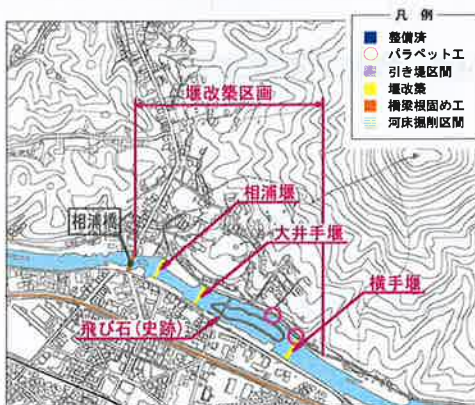 凡例
整備済
パラペット工
引き堤区間
堰改築
橋梁根固め工
河床掘削区間
堰改築区画
相浦橋
相浦堰
大井手堰
横手堰
飛び石(史跡)